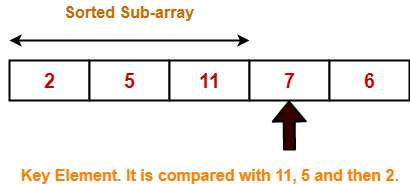 Sorted Sub-array
2 5 11 7 6
Key Element. It is compared with 11, 5 and then 2.